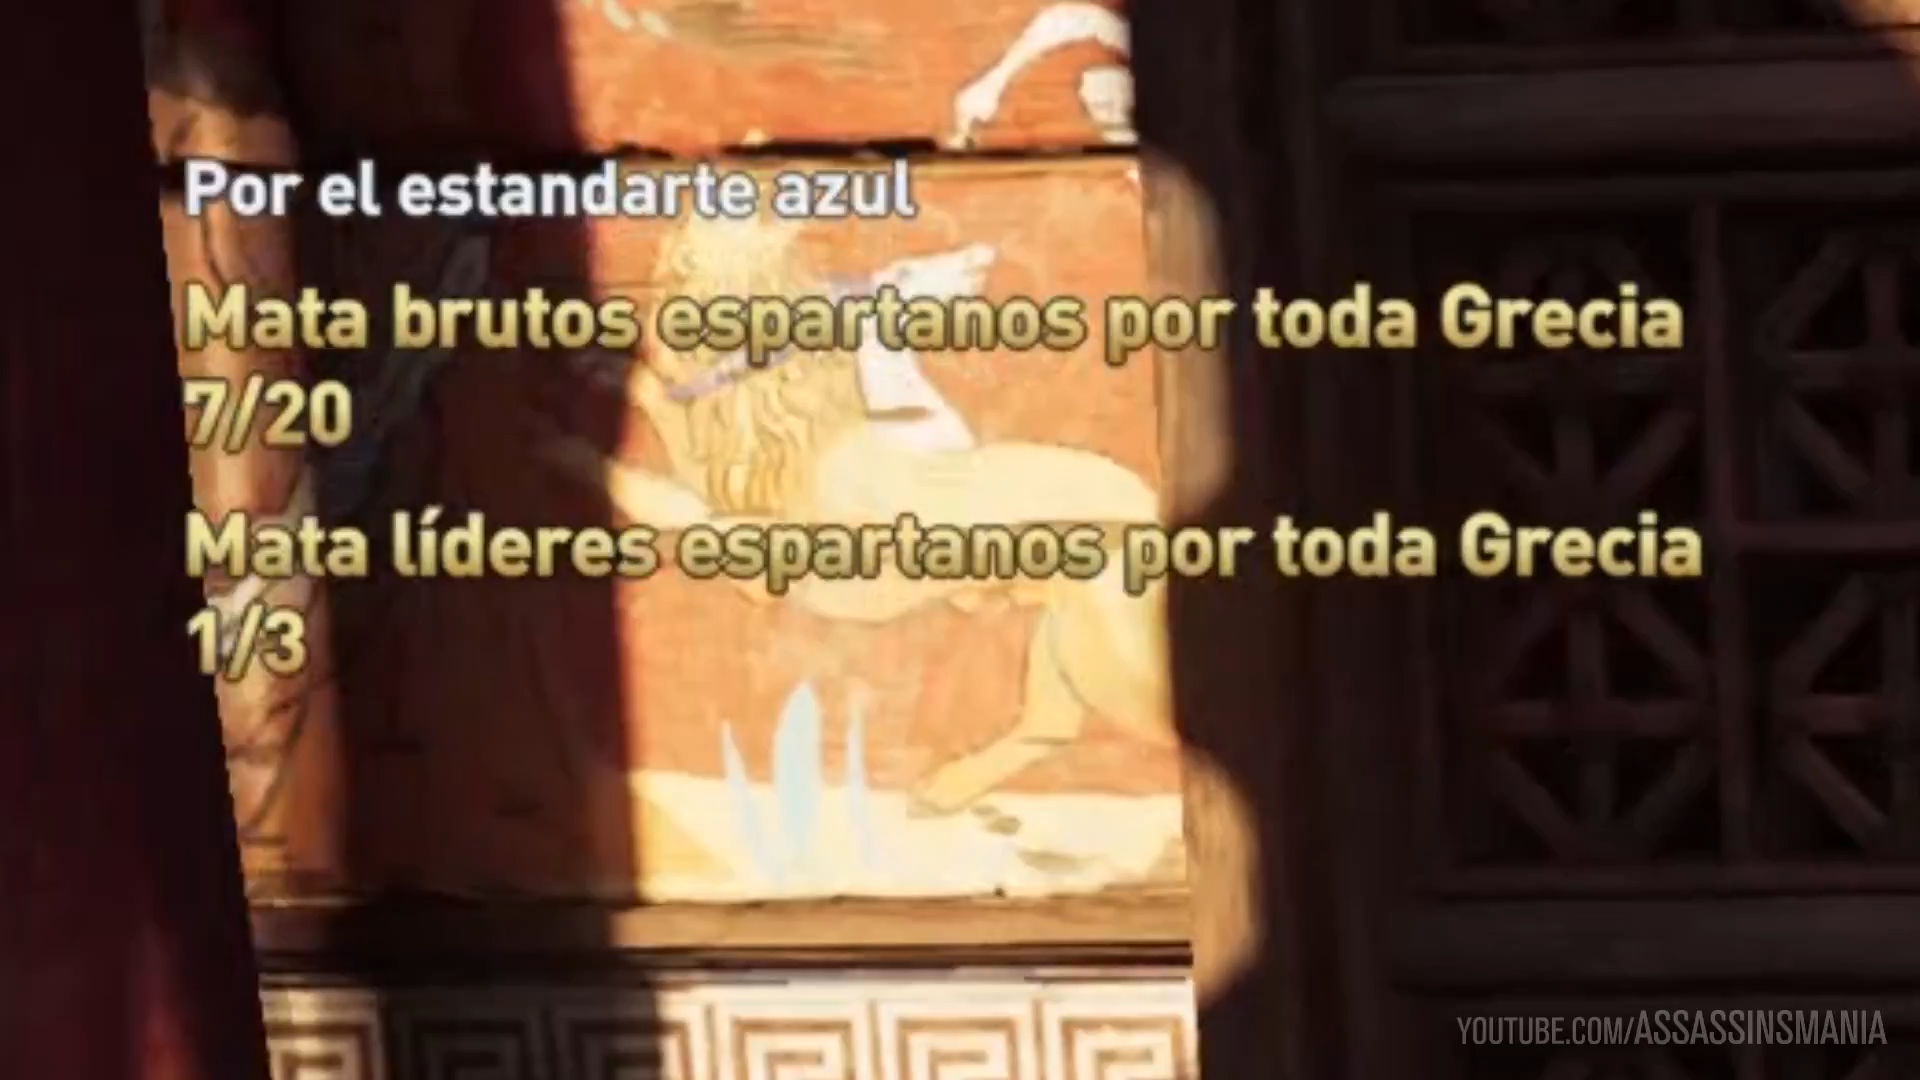 Por el estandarte azul
Mata brutos espartanos por toda Grecia
7/20
Mata líderes espartanos por toda Grecia
1/3
YOUTUBE.COM/ASSASSINSMANIA